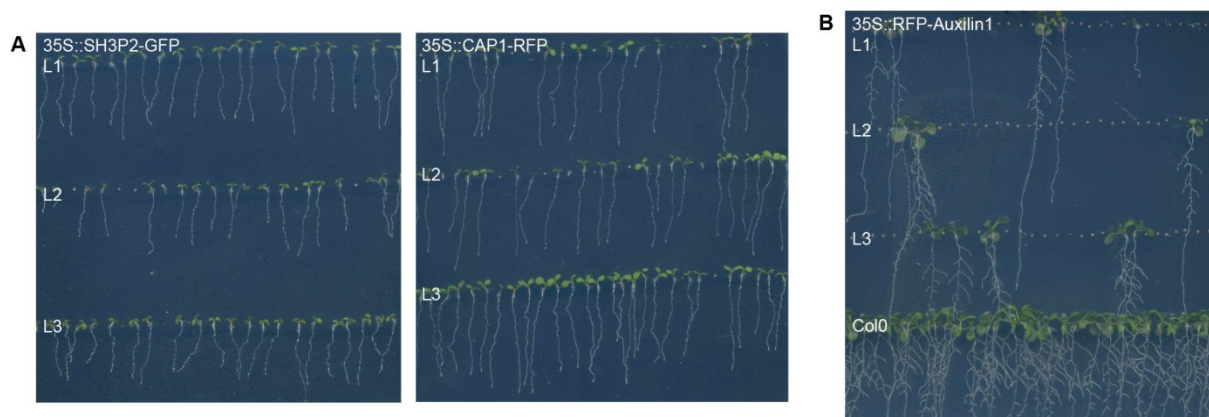 A
35S::SH3P2-GFP
L1
L2
L3
35S::CAP1-RFP
L1
L2
L3
B
35S::RFP-Auxilin1
L1
L2
L3
Col0